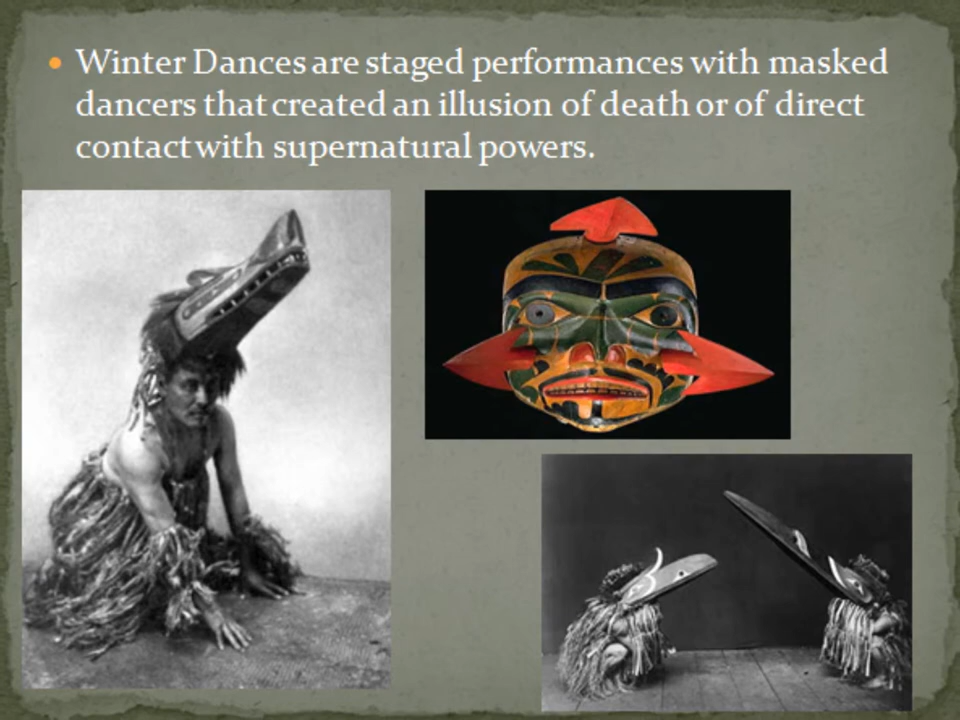 Winter Dances are staged performances with masked
dancers that created an illusion of death or of direct
contact with supernatural powers.